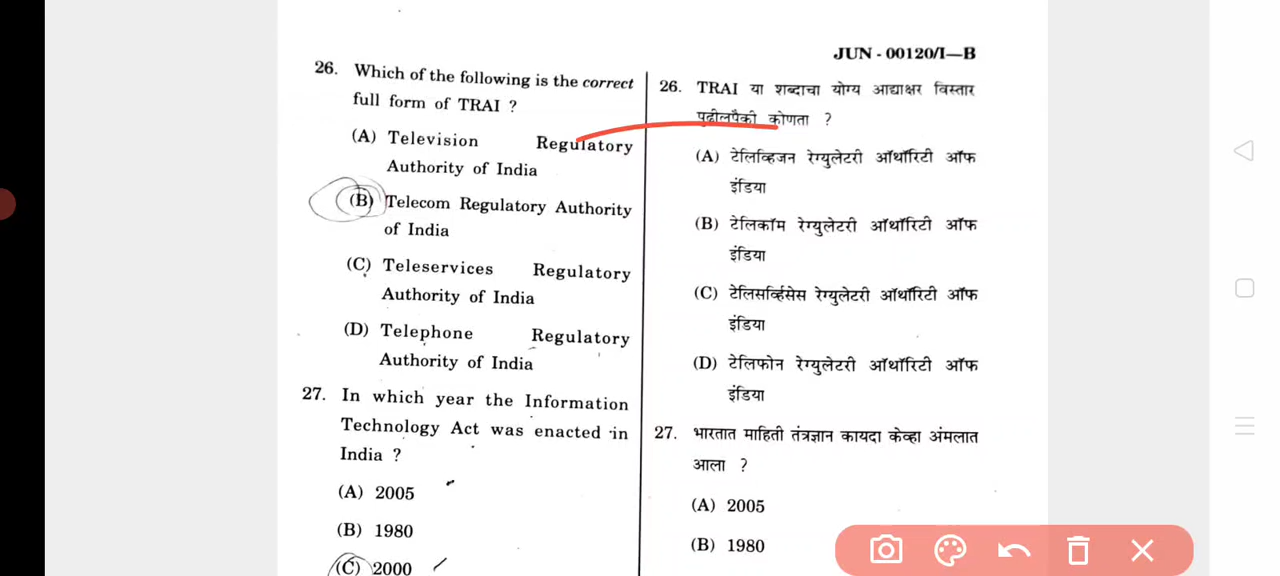 JUN - 00120/I—B
26. Which of the following is the correct
full form of TRAI ?
(A) Television Regulatory
Authority of India
(B) Telecom Regulatory Authority
of India
(C) Teleservices Regulatory
Authority of India
(D) Telephone Regulatory
Authority of India
27. In which year the Information
Technology Act was enacted in
India ?
(A) 2005
(B) 1980
(C) 2000
26. TRAI या शब्दाचा योग्य आद्याक्षर विस्तार
पुढीलपैकी कोणता ?
(A) टेलिव्हिजन रेग्युलेटरी ऑथॉरिटी ऑफ
इंडिया
(B) टेलिकॉम रेग्युलेटरी ऑथॉरिटी ऑफ
इंडिया
(C) टेलिसर्व्हिसेस रेग्युलेटरी ऑथॉरिटी ऑफ
इंडिया
(D) टेलिफोन रेग्युलेटरी ऑथॉरिटी ऑफ
इंडिया
27. भारतात माहिती तंत्रज्ञान कायदा केव्हा अंमलात
आला ?
(A) 2005
(B) 1980